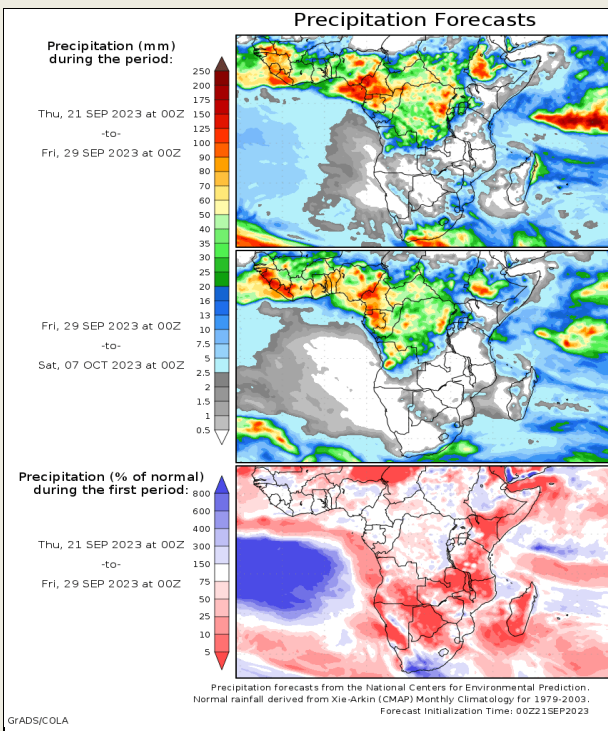 Precipitation Forecasts
Precipitation (mm)
during the period:
Thu, 21 SEP 2023 at 00Z
-to-
Fri, 29 SEP 2023 at 00Z
250
200
175
150
125
100
90
80
70
60
50
40
35
30
25
20
16
13
10
7.5
5
2.5
2
1.5
1
0.5
Fri, 29 SEP 2023 at 00Z
-to-
Sat, 07 OCT 2023 at 00Z
Precipitation (% of normal)
during the first period:
Thu, 21 SEP 2023 at 00Z
-to-
Fri, 29 SEP 2023 at 00Z
800
600
400
300
150
75
50
25
10
5
Precipitation forecasts from the National Centers for Environmental Prediction.
Normal rainfall derived from Xie-Arkin (CMAP) Monthly Climatology for 1979-2003.
Forecast Initialization Time: 00Z21SEP2023
GrADS/COLA